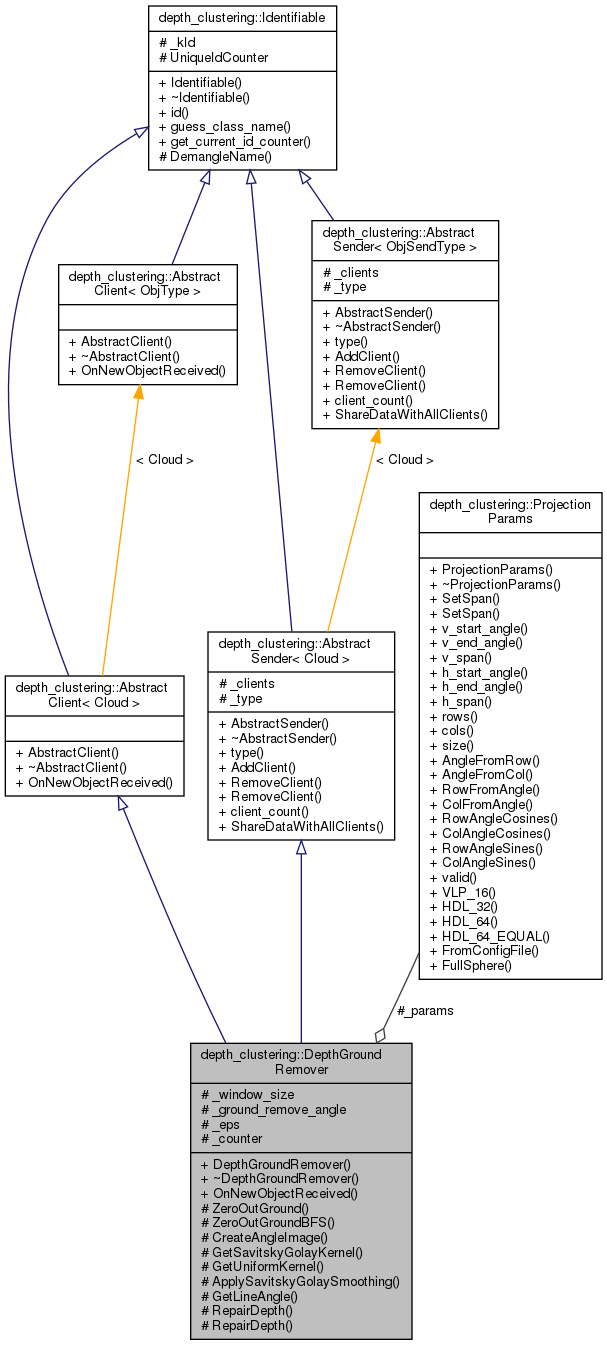 depth_clustering::Identifiable
# _kId
# UniqueIdCounter
+ Identifiable()
+ ~Identifiable()
+ id()
+ guess_class_name()
+ get_current_id_counter()
# DemangleName()
depth_clustering::Abstract
Sender< ObjSendType >
# _clients
# _type
+ AbstractSender()
+ ~AbstractSender()
+ type()
+ AddClient()
+ RemoveClient()
+ RemoveClient()
+ client_count()
+ ShareDataWithAllClients()
depth_clustering::Abstract
Client< ObjType >
+ AbstractClient()
+ ~AbstractClient()
+ OnNewObjectReceived()
< Cloud >
< Cloud >
depth_clustering::Projection
Params
+ ProjectionParams()
+ ~ProjectionParams()
+ SetSpan()
+ SetSpan()
+ v_start_angle()
+ v_end_angle()
+ v_span()
+ h_start_angle()
+ h_end_angle()
+ h_span()
+ rows()
+ cols()
+ size()
+ AngleFromRow()
+ AngleFromCol()
+ RowFromAngle()
+ ColFromAngle()
+ RowAngleCosines()
+ ColAngleCosines()
+ RowAngleSines()
+ ColAngleSines()
+ valid()
+ VLP_16()
+ HDL_32()
+ HDL_64()
+ HDL_64_EQUAL()
+ FromConfigFile()
+ FullSphere()
depth_clustering::Abstract
Sender< Cloud >
# _clients
# _type
+ AbstractSender()
+ ~AbstractSender()
+ type()
+ AddClient()
+ RemoveClient()
+ RemoveClient()
+ client_count()
+ ShareDataWithAllClients()
depth_clustering::Abstract
Client< Cloud >
+ AbstractClient()
+ ~AbstractClient()
+ OnNewObjectReceived()
#_params
depth_clustering::DepthGround
Remover
# _window_size
# _ground_remove_angle
# _eps
# _counter
+ DepthGroundRemover()
+ ~DepthGroundRemover()
+ OnNewObjectReceived()
# ZeroOutGround()
# ZeroOutGroundBFS()
# CreateAngleImage()
# GetSavitskyGolayKernel()
# GetUniformKernel()
# ApplySavitskyGolaySmoothing()
# GetLineAngle()
# RepairDepth()
# RepairDepth()